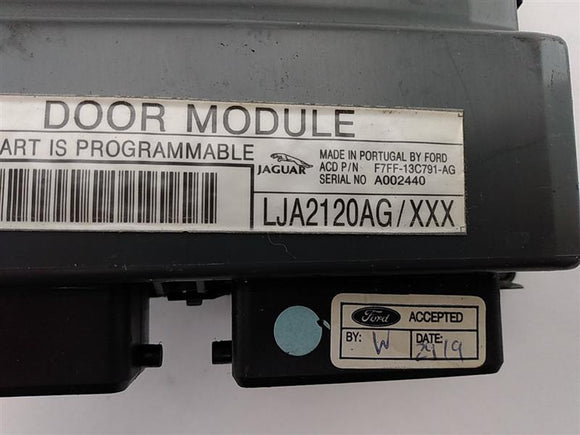 DOOR MODULE
ART IS PROGRAMMABLE
JAGUAR
MADE IN PORTUGAL BY FORD
ACD P/N F7FF-13C791-AG
SERIAL NO A002440
LJA2120AG/XXX
Ford ACCEPTED
BY: W DATE: